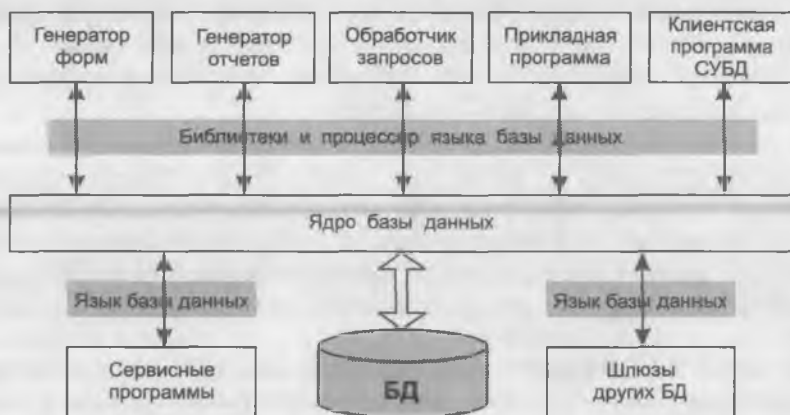 Генератор
форм
Генератор
отчетов
Обработчик
запросов
Прикладная
программа
Клиентская
программа
СУБД
Библиотеки и процессор языка базы данных
Ядро базы данных
Язык базы данных
Язык базы данных
Сервисные
программы
БД
Шлюзы
других БД